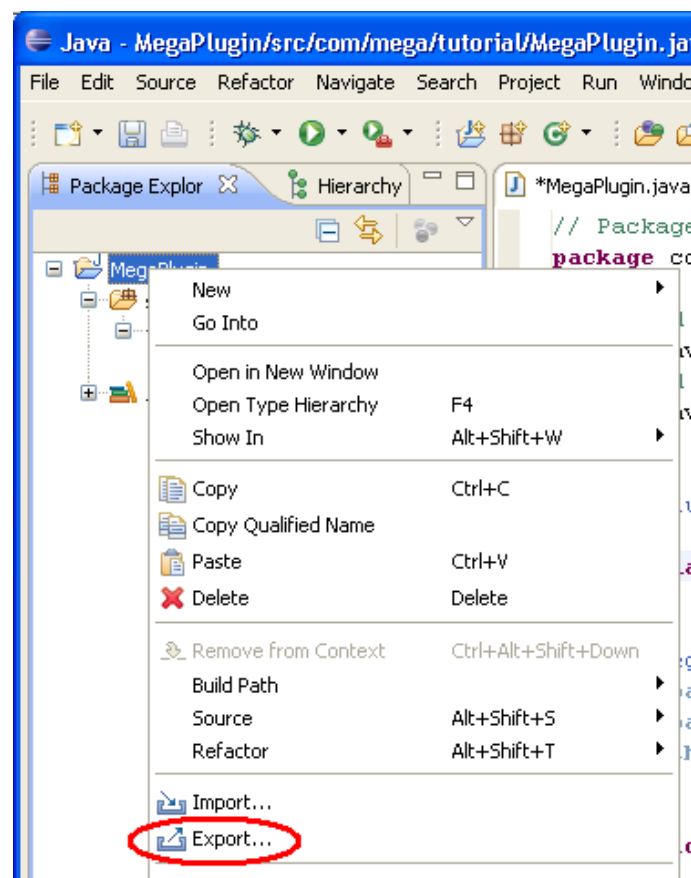 Java - MegaPlugin/src/com/mega/tutorial/MegaPlugin.ja
File Edit Source Refactor Navigate Search Project Run Windo
Package Explor Hierarchy *MegaPlugin.java
// Package
package co
MegaPlugin
New
Go Into
Open in New Window
Open Type Hierarchy F4
Show In Alt+Shift+W
Copy Ctrl+C
Copy Qualified Name
Paste Ctrl+V
Delete Delete
Remove from Context Ctrl+Alt+Shift+Down
Build Path
Source Alt+Shift+S
Refactor Alt+Shift+T
Import...
Export...